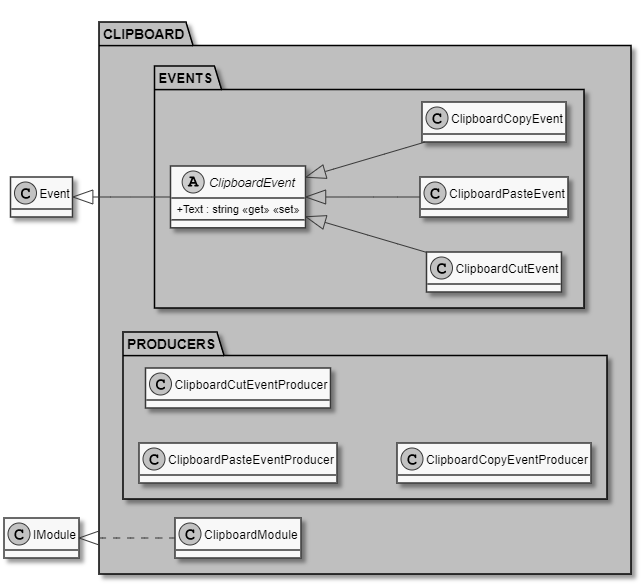 CLIPBOARD
EVENTS
C ClipboardCopyEvent
A ClipboardEvent
+Text : string «get» «set»
C Event
C ClipboardPasteEvent
C ClipboardCutEvent
PRODUCERS
C ClipboardCutEventProducer
C ClipboardPasteEventProducer
C ClipboardCopyEventProducer
C IModule
C ClipboardModule